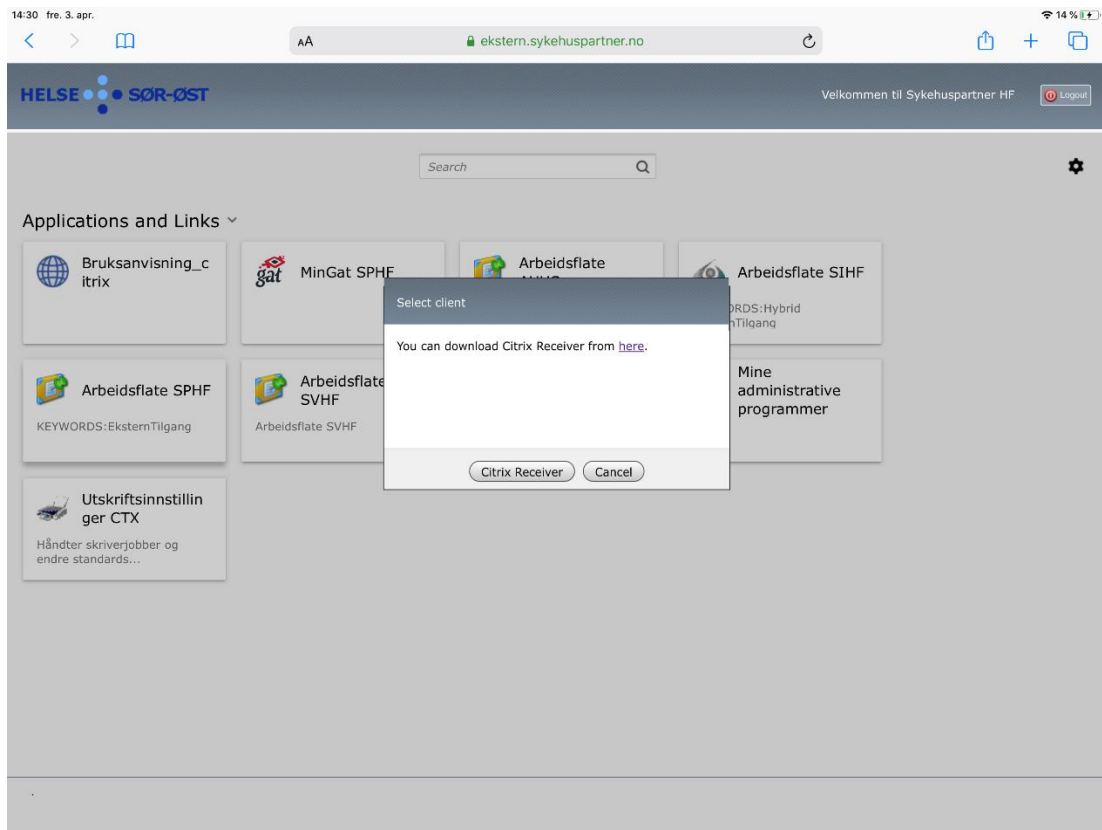 14:30 fre. 3. apr.
14 %
AA
ekstern.sykehuspartner.no
HELSE SØR-ØST
Velkommen til Sykehuspartner HF
Logout
Search
Applications and Links
Bruksanvisning_c
itrix
gat
MinGat SPHF
Arbeidsflate
Arbeidsflate SIHF
ORDS:Hybrid
nTilgang
Select client
You can download Citrix Receiver from here.
Citrix Receiver
Cancel
Arbeidsflate SPHF
KEYWORDS:EksternTilgang
Arbeidsflate
SVHF
Arbeidsflate SVHF
Mine
administrative
programmer
Utskriftsinnstillin
ger CTX
Håndter skriverjobber og
endre standards...